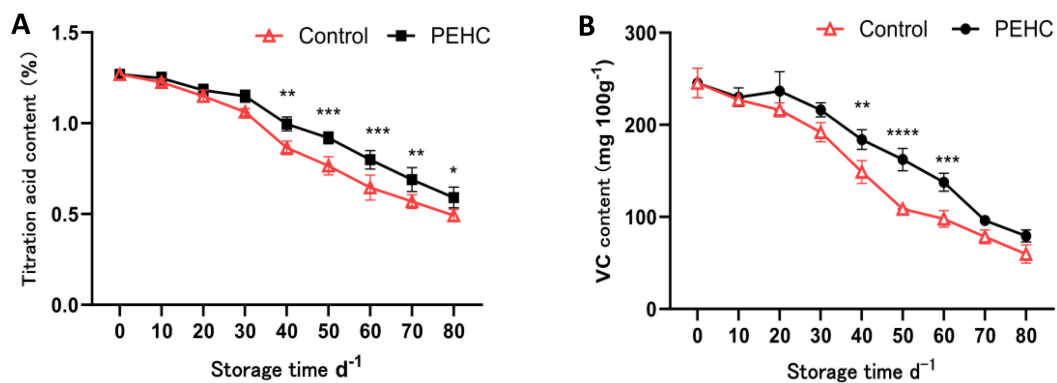 A
Control
PEHC
1.5
1.0
0.5
0.0
Titration acid content (%)
**
***
***
**
*
0 10 20 30 40 50 60 70 80
Storage time d⁻¹
B
Control
PEHC
300
200
100
0
VC content (mg 100g⁻¹)
**
****
***
0 10 20 30 40 50 60 70 80
Storage time d⁻¹